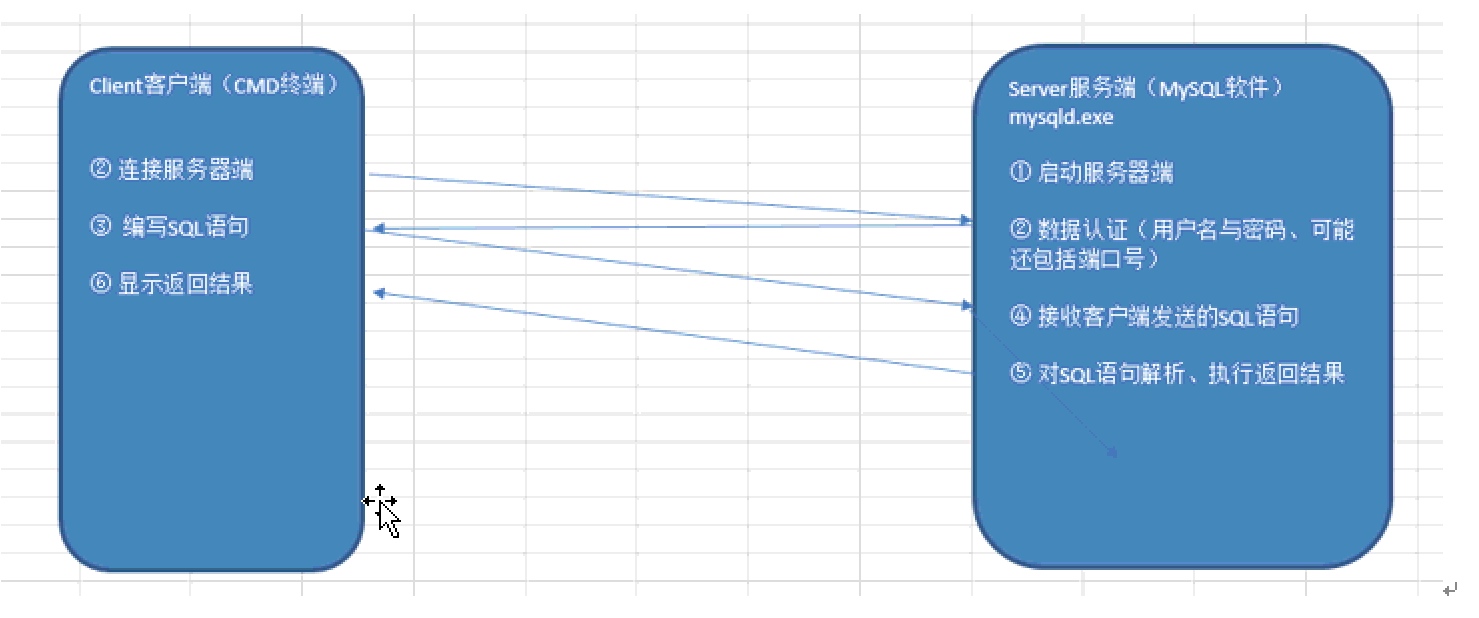 Client客户端（CMD终端）
② 连接服务器端
③ 编写SQL语句
⑥ 显示返回结果
Server服务端（MySQL软件）
mysqld.exe
① 启动服务器端
② 数据认证（用户名与密码、可能
还包括端口号）
④ 接收客户端发送的SQL语句
⑤ 对SQL语句解析、执行返回结果